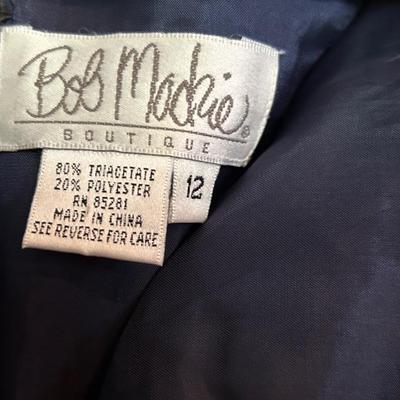 Bob Mackie®
BOUTIQUE
80% TRIACETATE
20% POLYESTER
RN 85281
MADE IN CHINA
SEE REVERSE FOR CARE
12